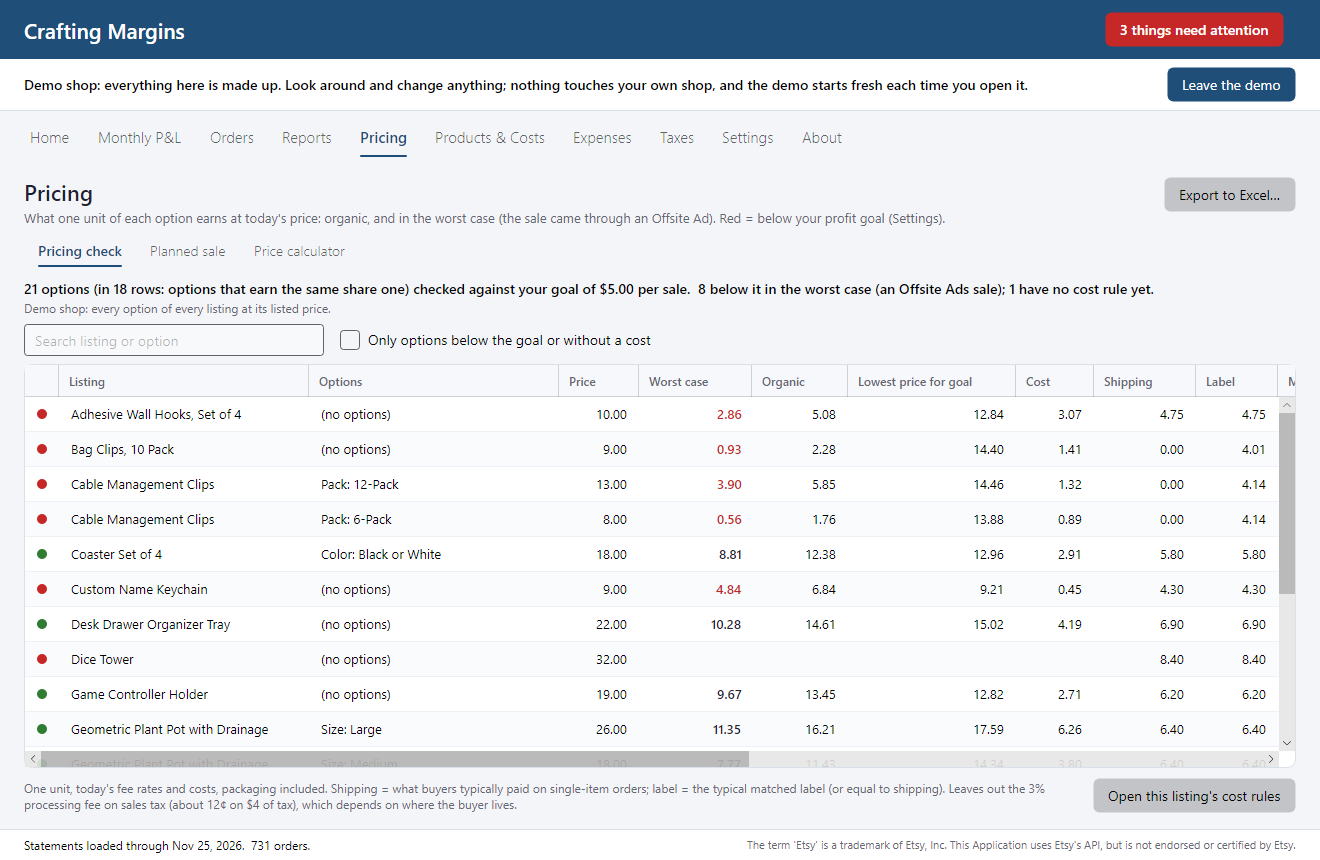 Crafting Margins
3 things need attention
Demo shop: everything here is made up. Look around and change anything; nothing touches your own shop, and the demo starts fresh each time you open it.
Leave the demo
Home Monthly P&L Orders Reports Pricing Products & Costs Expenses Taxes Settings About
Pricing
Export to Excel...
What one unit of each option earns at today's price: organic, and in the worst case (the sale came through an Offsite Ad). Red = below your profit goal (Settings).
Pricing check Planned sale Price calculator
21 options (in 18 rows: options that earn the same share one) checked against your goal of $5.00 per sale. 8 below it in the worst case (an Offsite Ads sale); 1 have no cost rule yet.
Demo shop: every option of every listing at its listed price.
Search listing or option
Only options below the goal or without a cost
Listing Options Price Worst case Organic Lowest price for goal Cost Shipping Label
Adhesive Wall Hooks, Set of 4 (no options) 10.00 2.86 5.08 12.84 3.07 4.75 4.75
Bag Clips, 10 Pack (no options) 9.00 0.93 2.28 14.40 1.41 0.00 4.01
Cable Management Clips Pack: 12-Pack 13.00 3.90 5.85 14.46 1.32 0.00 4.14
Cable Management Clips Pack: 6-Pack 8.00 0.56 1.76 13.88 0.89 0.00 4.14
Coaster Set of 4 Color: Black or White 18.00 8.81 12.38 12.96 2.91 5.80 5.80
Custom Name Keychain (no options) 9.00 4.84 6.84 9.21 0.45 4.30 4.30
Desk Drawer Organizer Tray (no options) 22.00 10.28 14.61 15.02 4.19 6.90 6.90
Dice Tower (no options) 32.00 8.40 8.40
Game Controller Holder (no options) 19.00 9.67 13.45 12.82 2.71 6.20 6.20
Geometric Plant Pot with Drainage Size: Large 26.00 11.35 16.21 17.59 6.26 6.40 6.40
Geometric Plant Pot with Drainage Size: Medium 18.00 7.77 11.43 14.34 3.80 6.40 6.40
One unit, today's fee rates and costs, packaging included. Shipping = what buyers typically paid on single-item orders; label = the typical matched label (or equal to shipping). Leaves out the 3%
processing fee on sales tax (about 12¢ on $4 of tax), which depends on where the buyer lives.
Open this listing's cost rules
Statements loaded through Nov 25, 2026. 731 orders.
The term 'Etsy' is a trademark of Etsy, Inc. This Application uses Etsy's API, but is not endorsed or certified by Etsy.